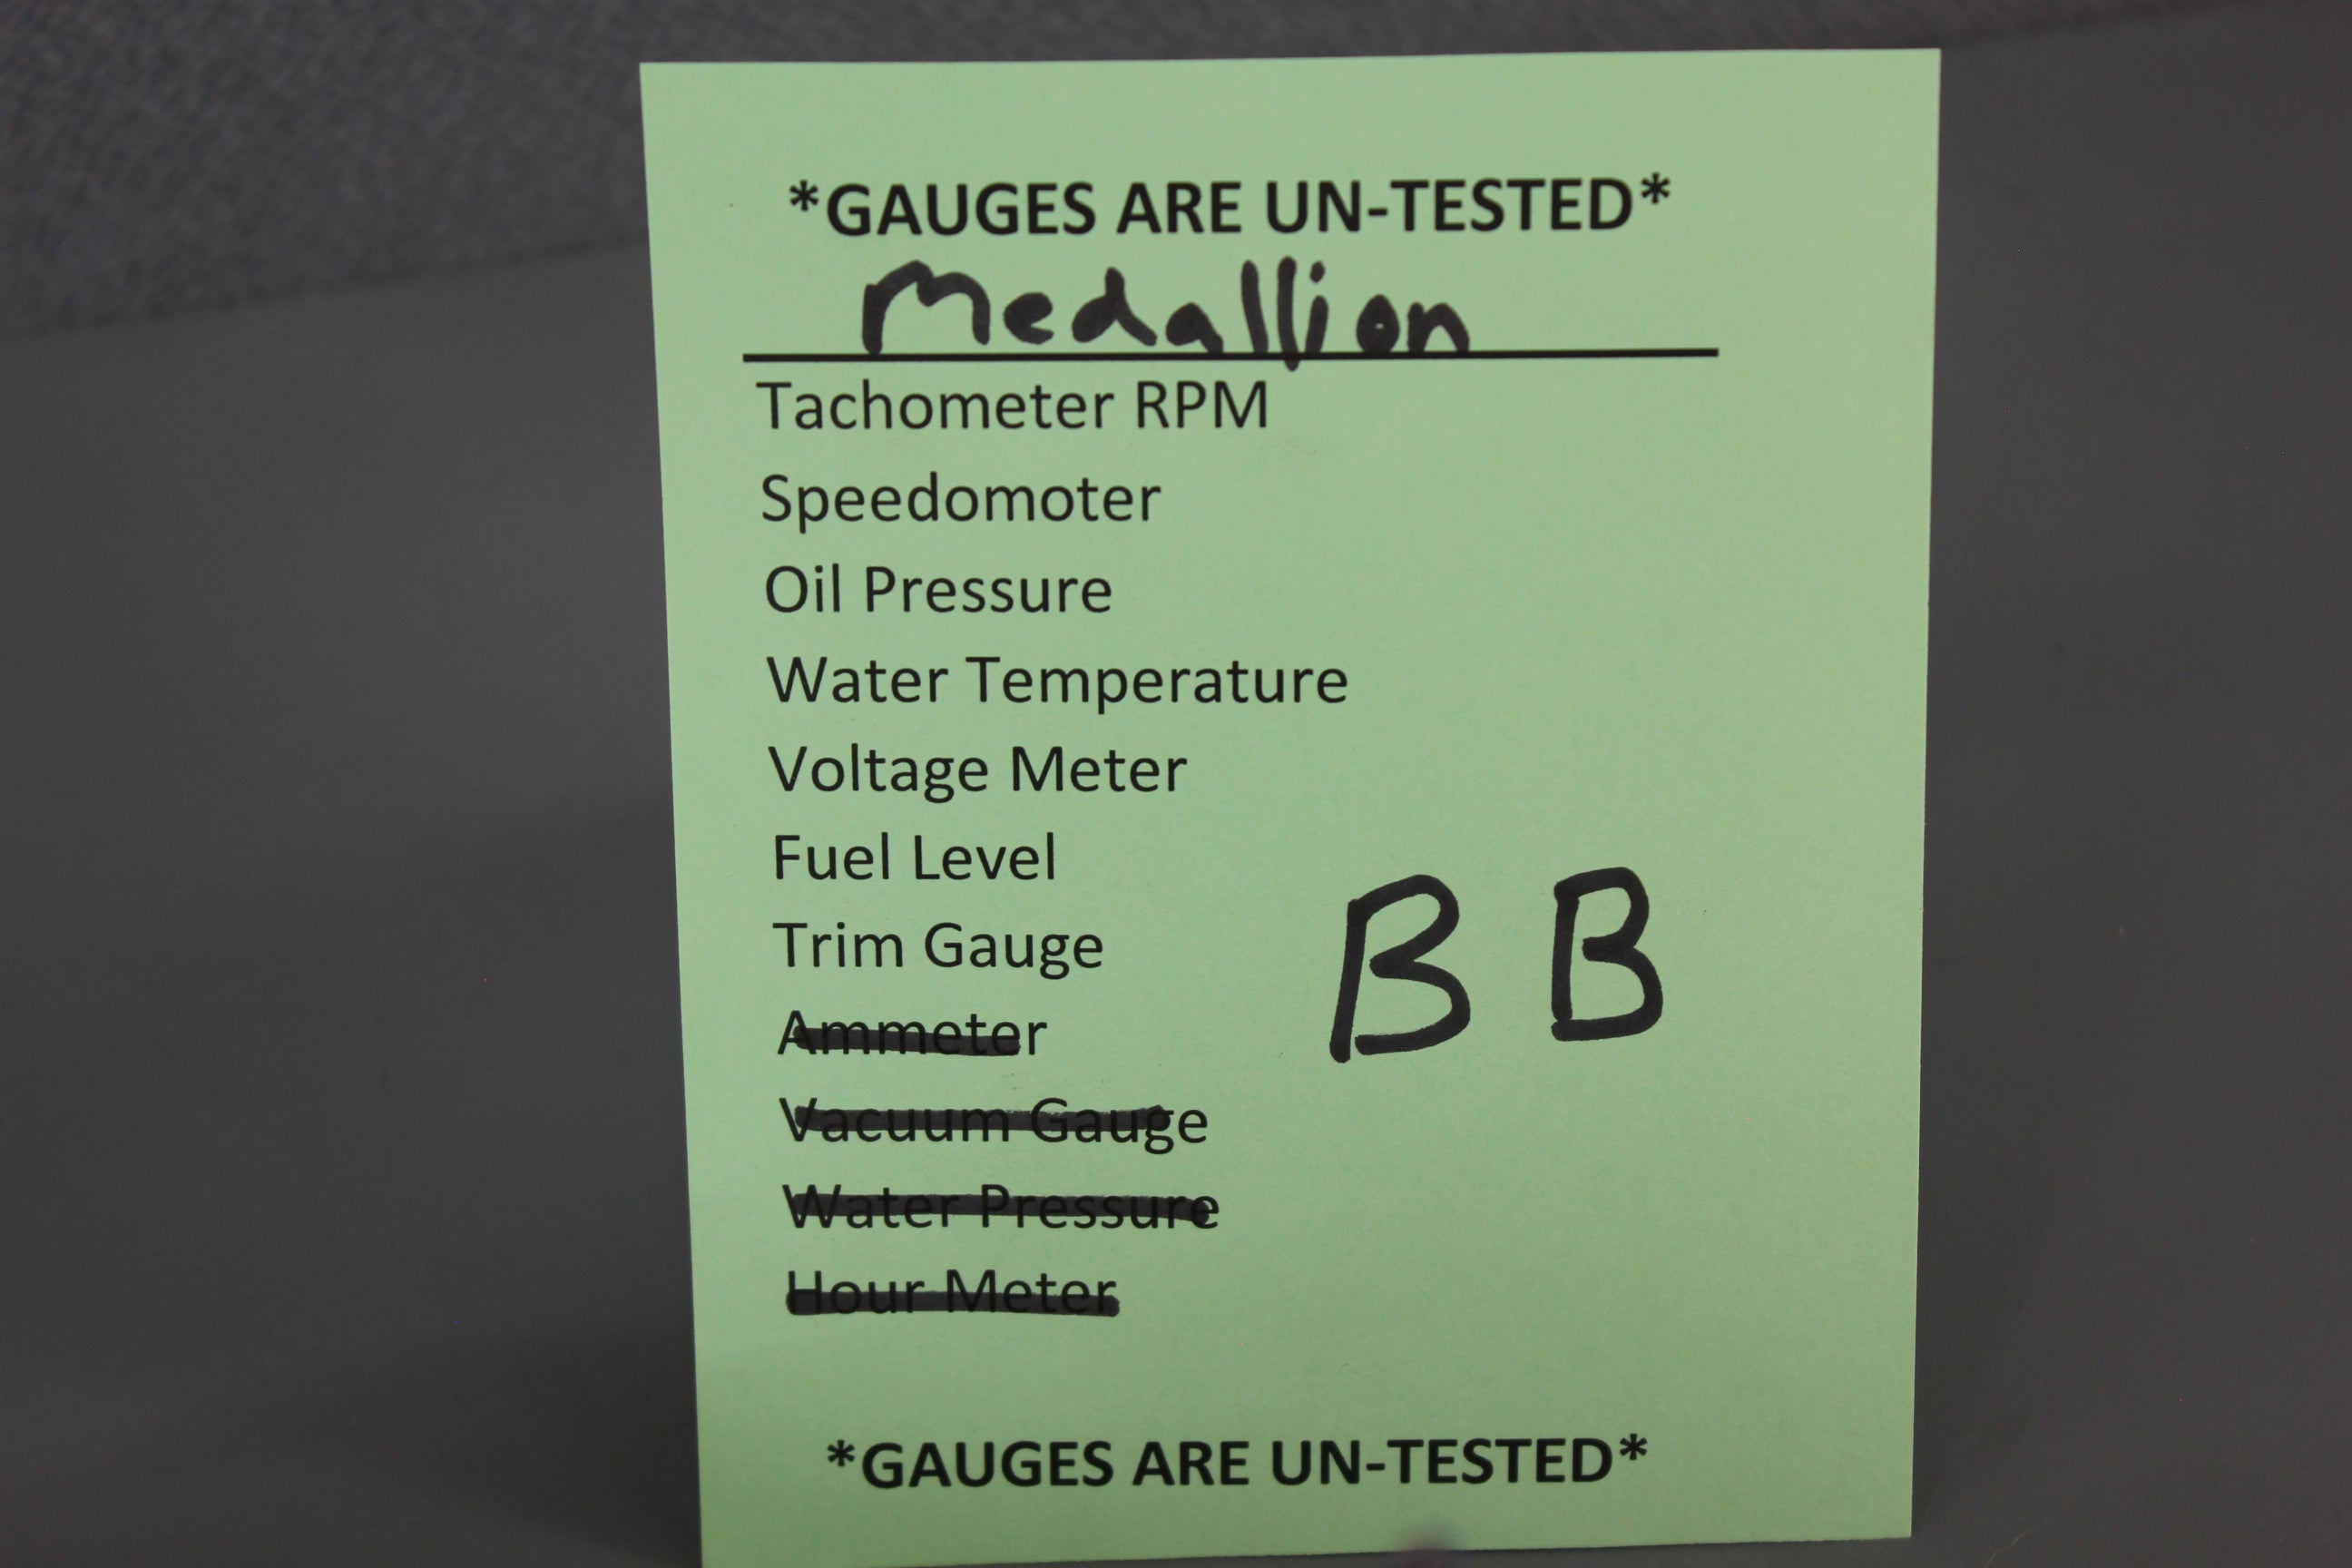 *GAUGES ARE UN-TESTED*
Medallion
Tachometer RPM
Speedomoter
Oil Pressure
Water Temperature
Voltage Meter
Fuel Level
Trim Gauge
B B
Ammeter
Vacuum Gauge
Water Pressure
Hour Meter
*GAUGES ARE UN-TESTED*